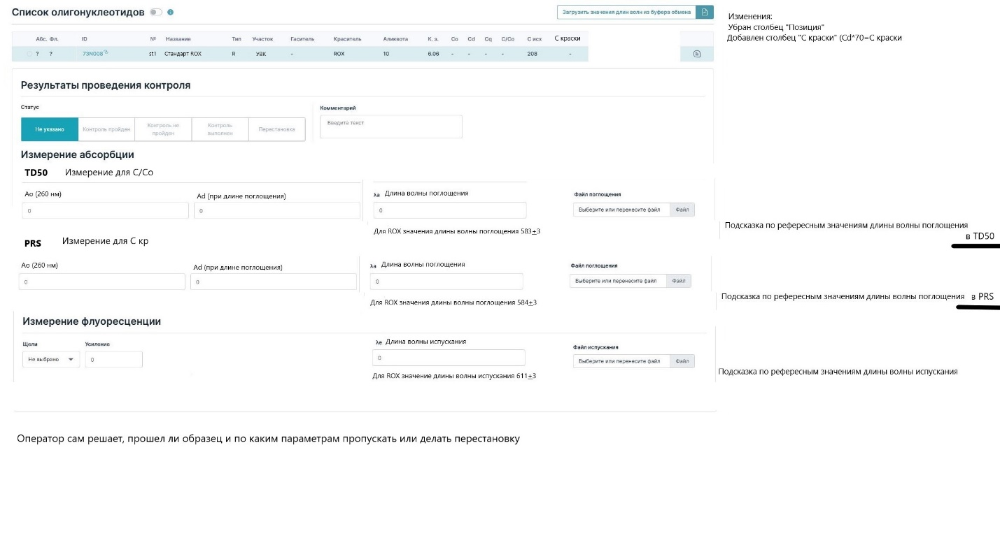 Список олигонуклеотидов
Загрузить значения длин волн из буфера обмена
Изменения:
Убран столбец "Позиция"
Добавлен столбец "С краски" (Cd*70=С краски
Абс. Фл. ID № Название Тип Участок Гаситель Краситель Аликвота К. э. Co Cd Cq C/Co С исх С краски
? ? 73N008 st1 Стандарт ROX R УВК - ROX 10 6.06 - - - - 208 -
Результаты проведения контроля
Статус
Комментарий
Не указано
Контроль пройден
Контроль не пройден
Контроль выполнен
Перестановка
Введите текст
Измерение абсорбции
TD50 Измерение для С/Со
Ао (260 нм)
Ad (при длине поглощения)
λa Длина волны поглощения
Файл поглощения
0
0
0
Выберите или перенесите файл Файл
Для ROX значения длины волны поглощения 583±3
Подсказка по рефересным значениям длины волны поглощения
в TD50
PRS Измерение для С кр
Ао (260 нм)
Ad (при длине поглощения)
λa Длина волны поглощения
Файл поглощения
0
0
0
Выберите или перенесите файл Файл
Для ROX значения длины волны поглощения 584±3
Подсказка по рефересным значениям длины волны поглощения в PRS
Измерение флуоресценции
Щели
Усиление
λe Длина волны испускания
Файл испускания
Не выбрано
0
0
Выберите или перенесите файл Файл
Для ROX значение длины волны испускания 611±3
Подсказка по рефересным значениям длины волны испускания
Оператор сам решает, прошел ли образец и по каким параметрам пропускать или делать перестановку